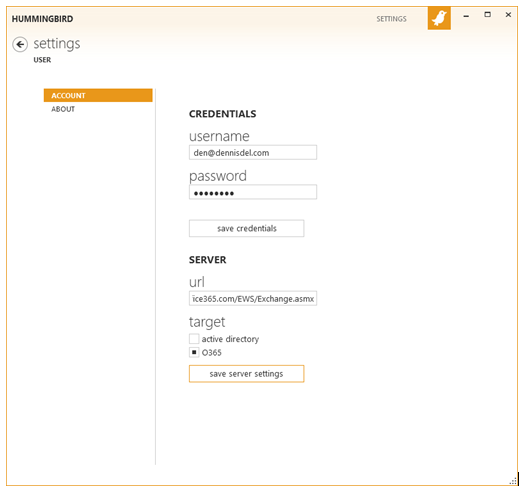 HUMMINGBIRD
SETTINGS
settings
USER
ACCOUNT
ABOUT
CREDENTIALS
username
den@dennisdel.com
password
●●●●●●●●
save credentials
SERVER
url
ice365.com/EWS/Exchange.asmx
target
active directory
O365
save server settings